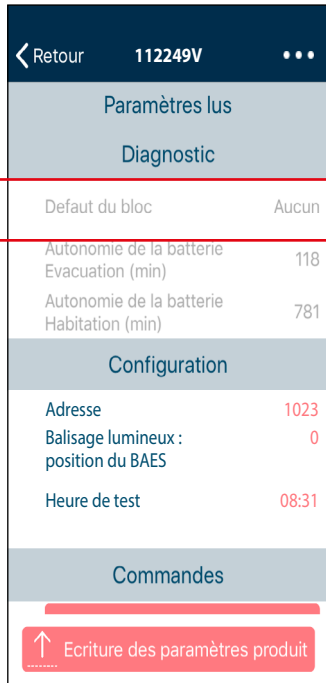 Retour 112249V •••
Paramètres lus
Diagnostic
Defaut du bloc Aucun
Autonomie de la batterie
Evacuation (min) 118
Autonomie de la batterie
Habitation (min) 781
Configuration
Adresse 1023
Balisage lumineux : 0
position du BAES
Heure de test 08:31
Commandes
Ecriture des paramètres produit